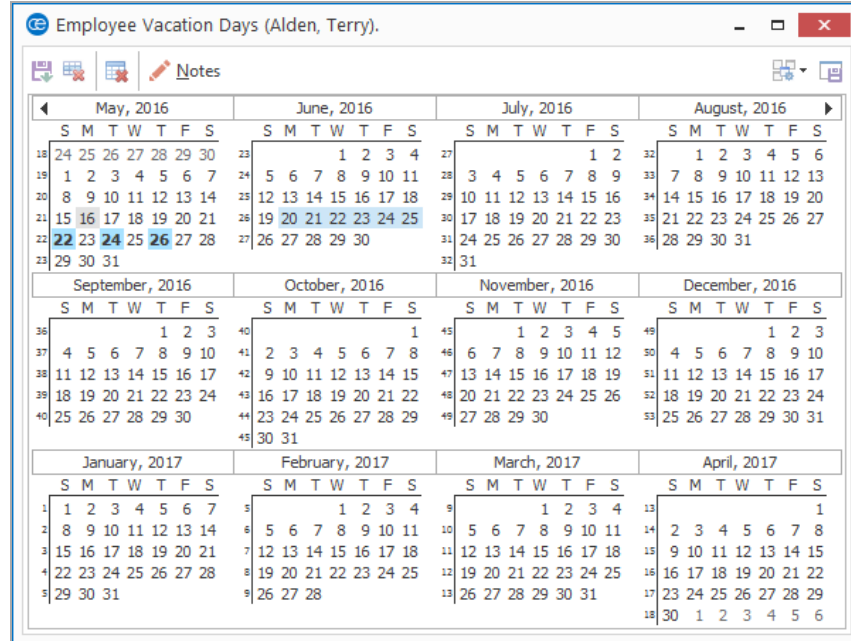 Employee Vacation Days (Alden, Terry).
Notes
May, 2016 June, 2016 July, 2016 August, 2016
S M T W T F S S M T W T F S S M T W T F S S M T W T F S
18 24 25 26 27 28 29 30 23 1 2 3 4 27 1 2 32 1 2 3 4 5 6
19 1 2 3 4 5 6 7 24 5 6 7 8 9 10 11 28 3 4 5 6 7 8 9 33 7 8 9 10 11 12 13
20 8 9 10 11 12 13 14 25 12 13 14 15 16 17 18 29 10 11 12 13 14 15 16 34 14 15 16 17 18 19 20
21 15 16 17 18 19 20 21 26 19 20 21 22 23 24 25 30 17 18 19 20 21 22 23 35 21 22 23 24 25 26 27
22 22 23 24 25 26 27 28 27 26 27 28 29 30 31 24 25 26 27 28 29 30 36 28 29 30 31
23 29 30 31 32 31
September, 2016 October, 2016 November, 2016 December, 2016
S M T W T F S S M T W T F S S M T W T F S S M T W T F S
36 1 2 3 40 1 45 1 2 3 4 5 49 1 2 3
37 4 5 6 7 8 9 10 41 2 3 4 5 6 7 8 46 6 7 8 9 10 11 12 50 4 5 6 7 8 9 10
38 11 12 13 14 15 16 17 42 9 10 11 12 13 14 15 47 13 14 15 16 17 18 19 51 11 12 13 14 15 16 17
39 18 19 20 21 22 23 24 43 16 17 18 19 20 21 22 48 20 21 22 23 24 25 26 52 18 19 20 21 22 23 24
40 25 26 27 28 29 30 44 23 24 25 26 27 28 29 49 27 28 29 30 53 25 26 27 28 29 30 31
45 30 31
January, 2017 February, 2017 March, 2017 April, 2017
S M T W T F S S M T W T F S S M T W T F S S M T W T F S
1 1 2 3 4 5 6 7 5 1 2 3 4 9 1 2 3 4 13 1
2 8 9 10 11 12 13 14 6 5 6 7 8 9 10 11 10 5 6 7 8 9 10 11 14 2 3 4 5 6 7 8
3 15 16 17 18 19 20 21 7 12 13 14 15 16 17 18 11 12 13 14 15 16 17 18 15 9 10 11 12 13 14 15
4 22 23 24 25 26 27 28 8 19 20 21 22 23 24 25 12 19 20 21 22 23 24 25 16 16 17 18 19 20 21 22
5 29 30 31 9 26 27 28 13 26 27 28 29 30 31 17 23 24 25 26 27 28 29
18 30 1 2 3 4 5 6